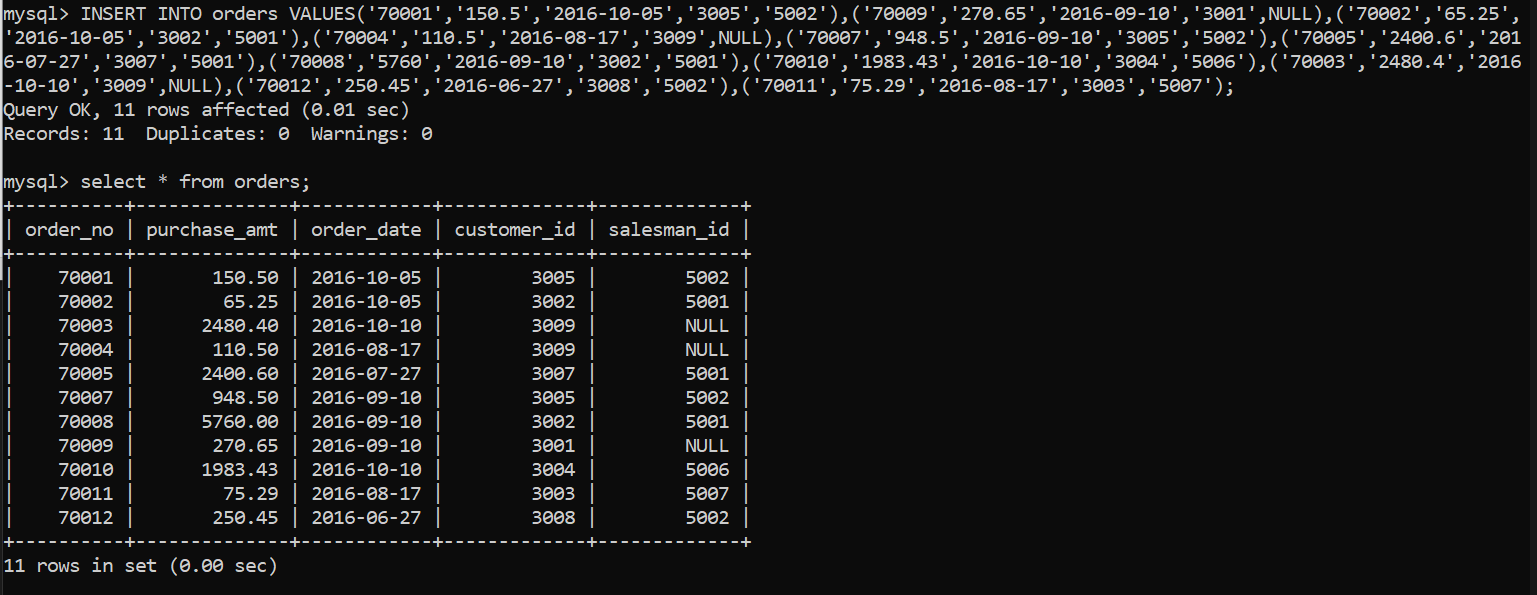 mysql> INSERT INTO orders VALUES('70001','150.5','2016-10-05','3005','5002'),('70009','270.65','2016-09-10','3001',NULL),('70002','65.25',
'2016-10-05','3002','5001'),('70004','110.5','2016-08-17','3009',NULL),('70007','948.5','2016-09-10','3005','5002'),('70005','2400.6','201
6-07-27','3007','5001'),('70008','5760','2016-09-10','3002','5001'),('70010','1983.43','2016-10-10','3004','5006'),('70003','2480.4','2016
-10-10','3009',NULL),('70012','250.45','2016-06-27','3008','5002'),('70011','75.29','2016-08-17','3003','5007');
Query OK, 11 rows affected (0.01 sec)
Records: 11  Duplicates: 0  Warnings: 0

mysql> select * from orders;
+----------+--------------+------------+-------------+-------------+
| order_no | purchase_amt | order_date | customer_id | salesman_id |
+----------+--------------+------------+-------------+-------------+
|    70001 |       150.50 | 2016-10-05 |        3005 |        5002 |
|    70002 |        65.25 | 2016-10-05 |        3002 |        5001 |
|    70003 |      2480.40 | 2016-10-10 |        3009 |        NULL |
|    70004 |       110.50 | 2016-08-17 |        3009 |        NULL |
|    70005 |      2400.60 | 2016-07-27 |        3007 |        5001 |
|    70007 |       948.50 | 2016-09-10 |        3005 |        5002 |
|    70008 |      5760.00 | 2016-09-10 |        3002 |        5001 |
|    70009 |       270.65 | 2016-09-10 |        3001 |        NULL |
|    70010 |      1983.43 | 2016-10-10 |        3004 |        5006 |
|    70011 |        75.29 | 2016-08-17 |        3003 |        5007 |
|    70012 |       250.45 | 2016-06-27 |        3008 |        5002 |
+----------+--------------+------------+-------------+-------------+
11 rows in set (0.00 sec)